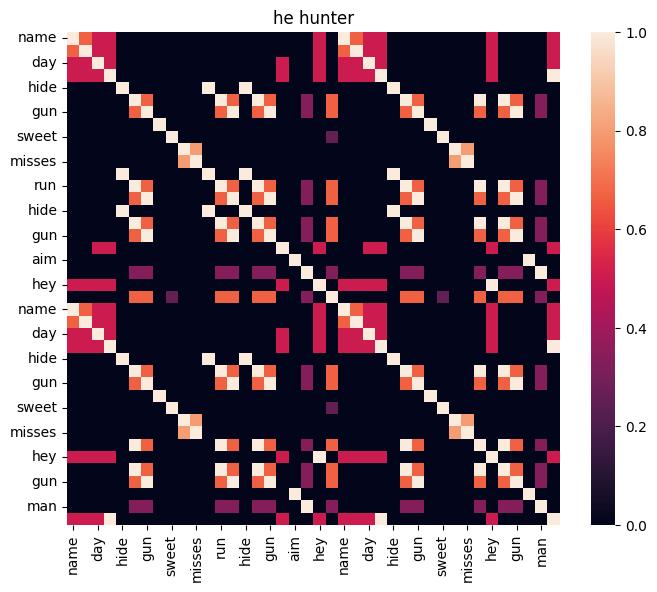 he hunter
name
day
hide
gun
sweet
misses
run
hide
gun
aim
hey
name
day
hide
gun
sweet
misses
hey
gun
man
1.0
0.8
0.6
0.4
0.2
0.0
name day hide gun sweet misses run hide gun aim hey name day hide gun sweet misses hey gun man